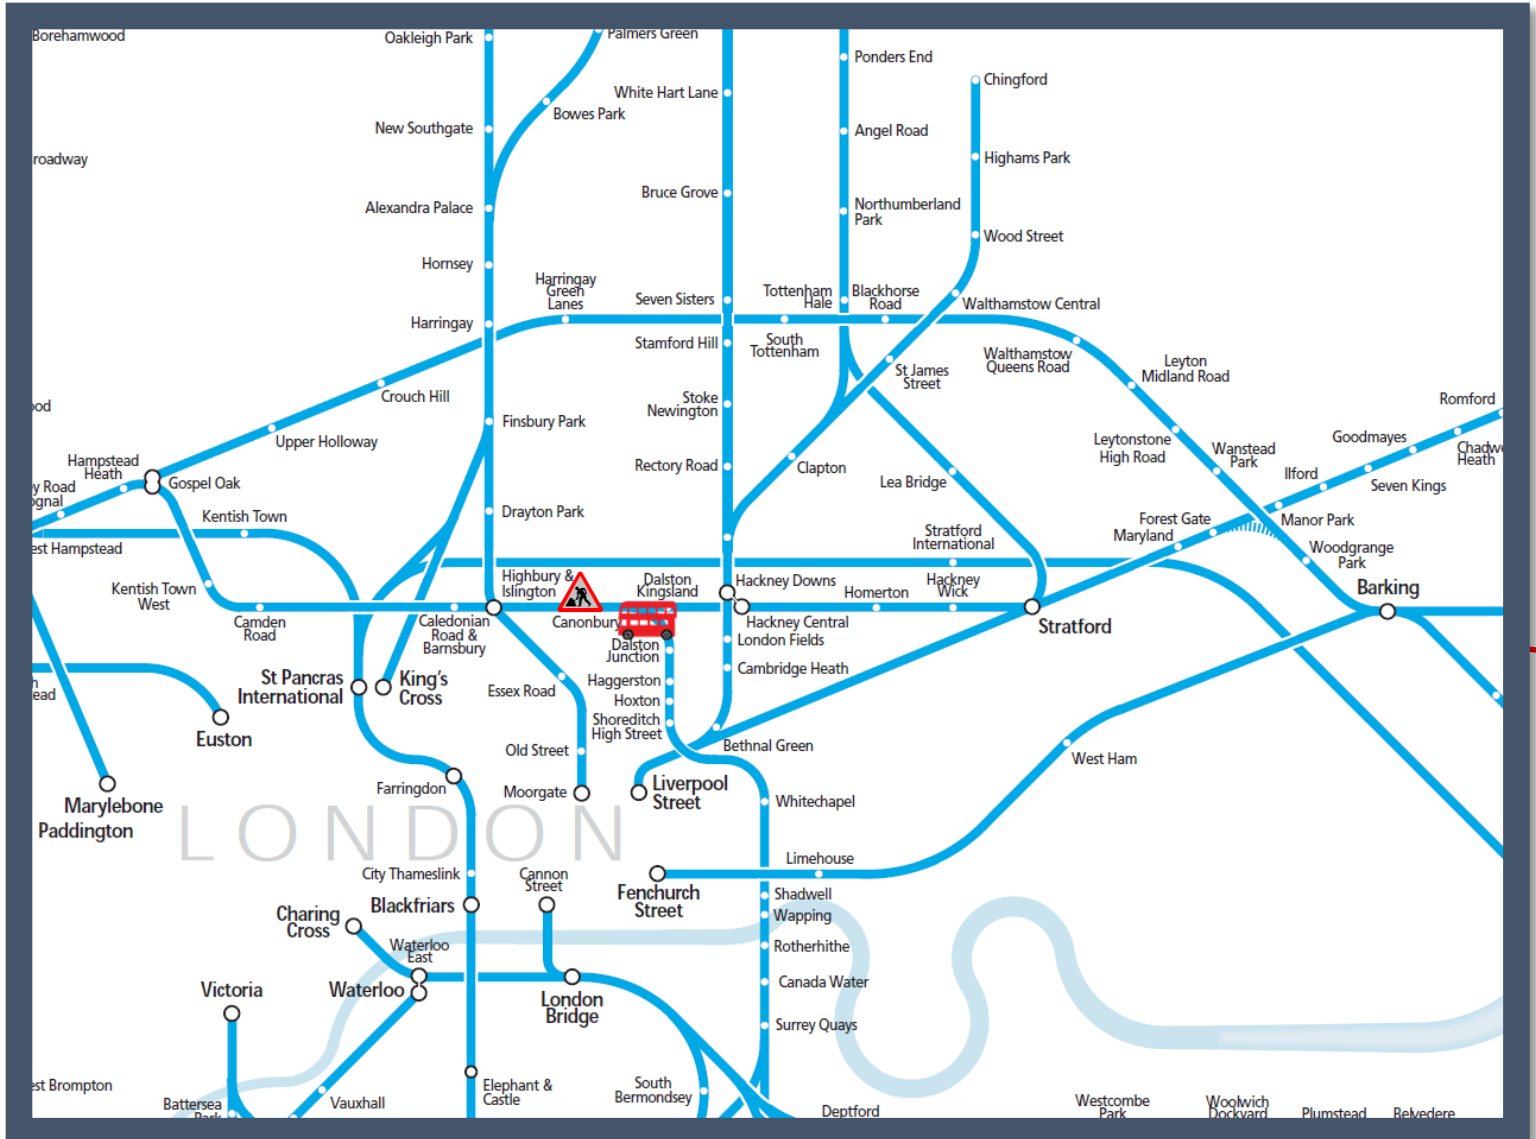 Borehamwood
Oakleigh Park
Palmers Green
Ponders End
Chingford
White Hart Lane
Bowes Park
New Southgate
Angel Road
Highams Park
roadway
Bruce Grove
Alexandra Palace
Northumberland
Park
Wood Street
Hornsey
Harringay
Green
Lanes
Seven Sisters
Tottenham
Hale
Blackhorse
Road
Walthamstow Central
Harringay
Stamford Hill
South
Tottenham
Walthamstow
Queens Road
Leyton
Midland Road
St James
Street
Crouch Hill
Stoke
Newington
Romford
ood
Finsbury Park
Upper Holloway
Leytonstone
High Road
Wanstead
Park
Goodmayes
Chadwe
Heath
Hampstead
Heath
Gospel Oak
Rectory Road
Clapton
Lea Bridge
Ilford
Seven Kings
y Road
ognal
Kentish Town
Drayton Park
Stratford
International
Forest Gate
Maryland
Manor Park
est Hampstead
Woodgrange
Park
Kentish Town
West
Highbury &
Islington
Dalston
Kingsland
Hackney Downs
Homerton
Hackney
Wick
Barking
Camden
Road
Caledonian
Road &
Barnsbury
Canonbury
Hackney Central
London Fields
Stratford
Dalston
Junction
Cambridge Heath
h
ead
St Pancras
International
King's
Cross
Essex Road
Haggerston
Hoxton
Shoreditch
High Street
Euston
Old Street
Bethnal Green
West Ham
Farringdon
Moorgate
Liverpool
Street
Whitechapel
Marylebone
Paddington
LONDON
City Thameslink
Cannon
Street
Fenchurch
Street
Limehouse
Shadwell
Blackfriars
Charing
Cross
Wapping
Waterloo
East
Rotherhithe
Canada Water
Victoria
Waterloo
London
Bridge
Surrey Quays
est Brompton
Battersea
Park
Vauxhall
Elephant &
Castle
South
Bermondsey
Deptford
Westcombe
Park
Woolwich
Dockyard
Plumstead
Belvedere